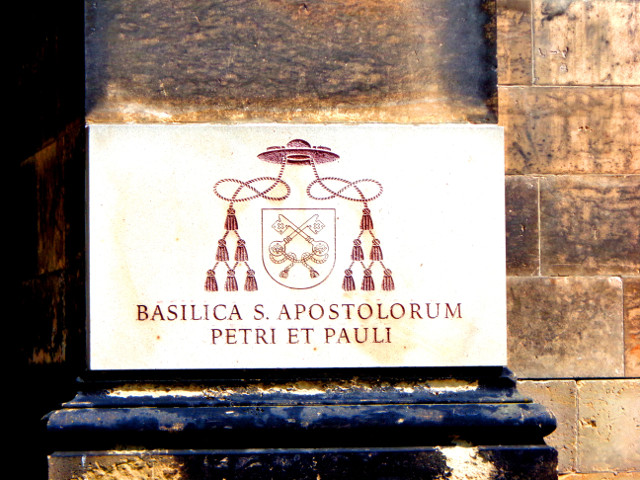 BASILICA S. APOSTOLORUM
PETRI ET PAULI